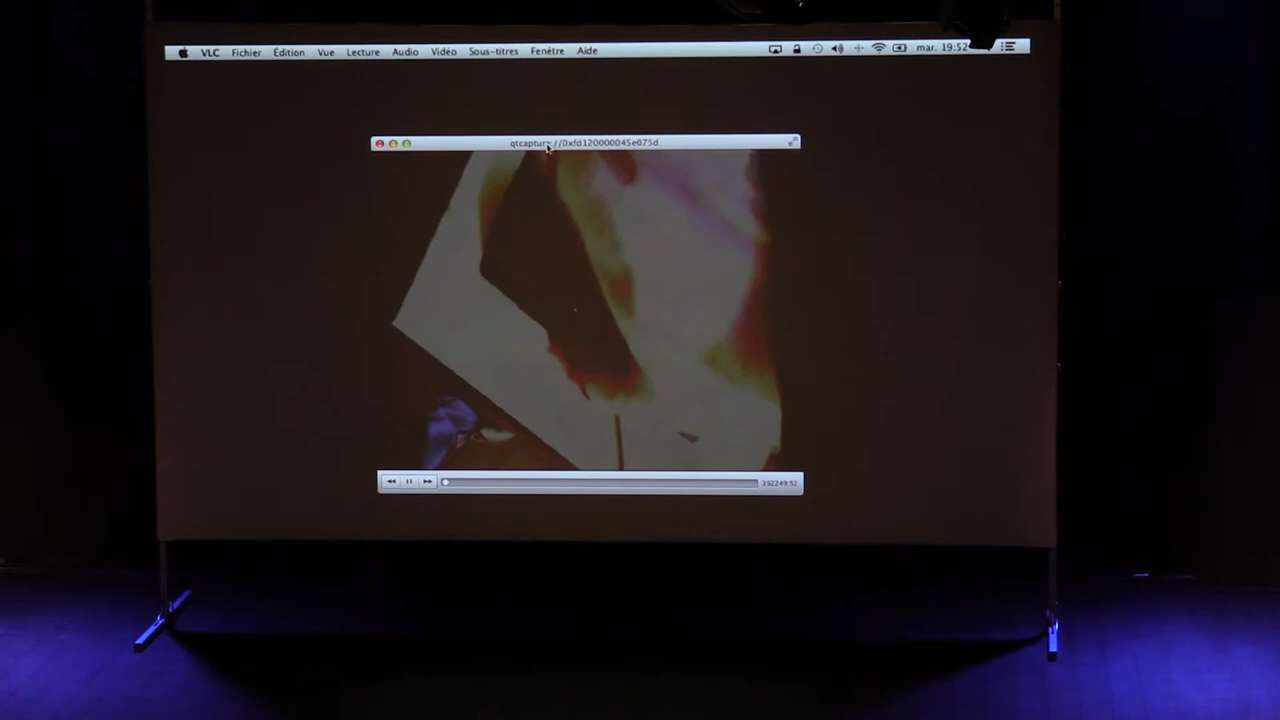 VLC Fichier Édition Vue Lecture Audio Vidéo Sous-titres Fenêtre Aide mar. 19:52
qtcapture://0xfd120000045e075d
392249:52